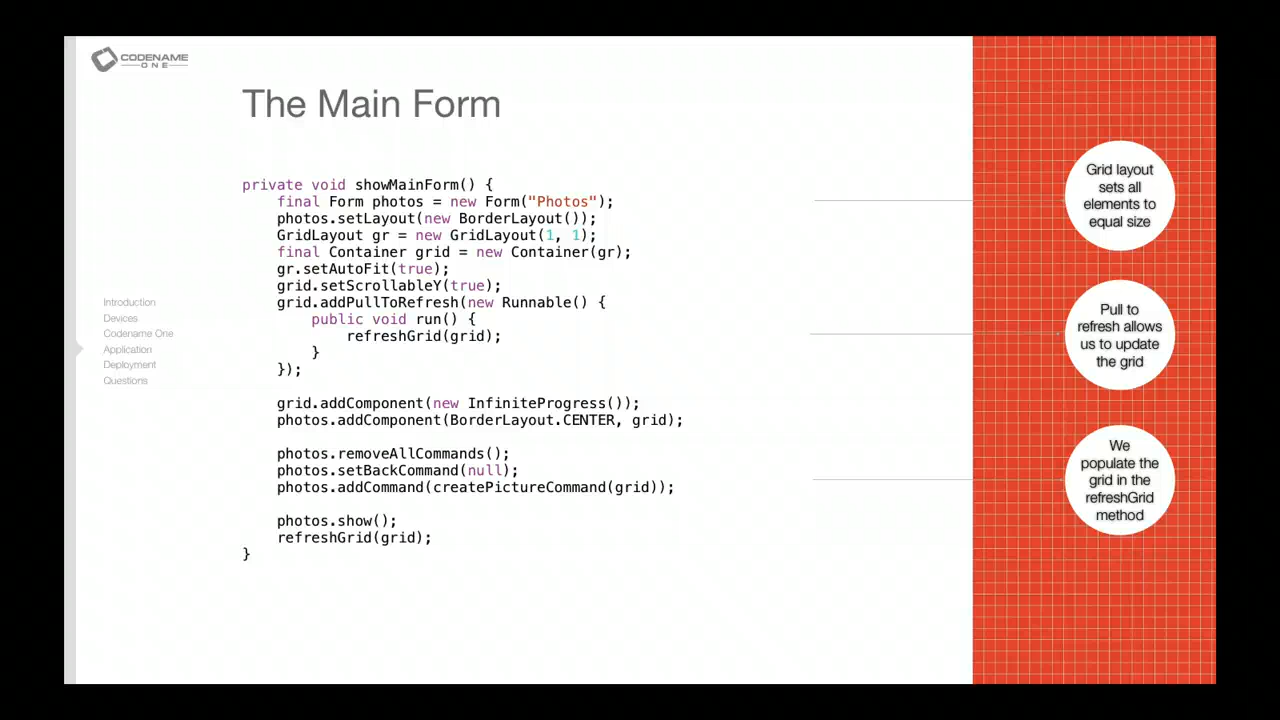 CODENAME
ONE
The Main Form
private void showMainForm() {
    final Form photos = new Form("Photos");
    photos.setLayout(new BorderLayout());
    GridLayout gr = new GridLayout(1, 1);
    final Container grid = new Container(gr);
    gr.setAutoFit(true);
    grid.setScrollableY(true);
    grid.addPullToRefresh(new Runnable() {
        public void run() {
            refreshGrid(grid);
        }
    });
    grid.addComponent(new InfiniteProgress());
    photos.addComponent(BorderLayout.CENTER, grid);
    photos.removeAllCommands();
    photos.setBackCommand(null);
    photos.addCommand(createPictureCommand(grid));
    photos.show();
    refreshGrid(grid);
}
Introduction
Devices
Codename One
Application
Deployment
Questions
Grid layout
sets all
elements to
equal size
Pull to
refresh allows
us to update
the grid
We
populate the
grid in the
refreshGrid
method